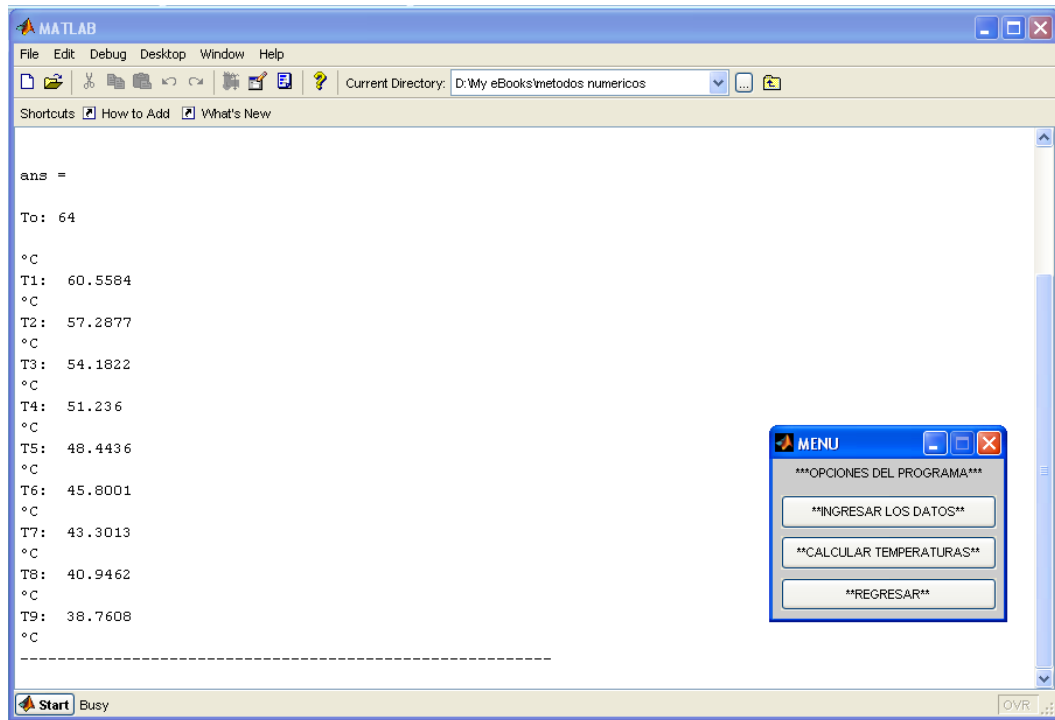 MATLAB
File Edit Debug Desktop Window Help
Current Directory: D:\My eBooks\metodos numericos
...
Shortcuts How to Add What's New
ans =
To: 64
°C
T1: 60.5584
°C
T2: 57.2877
°C
T3: 54.1822
°C
T4: 51.236
°C
T5: 48.4436
°C
T6: 45.8001
°C
T7: 43.3013
°C
T8: 40.9462
°C
T9: 38.7608
°C
---------------------------------------------------------
MENU
***OPCIONES DEL PROGRAMA***
**INGRESAR LOS DATOS**
**CALCULAR TEMPERATURAS**
**REGRESAR**
Start Busy
OVR